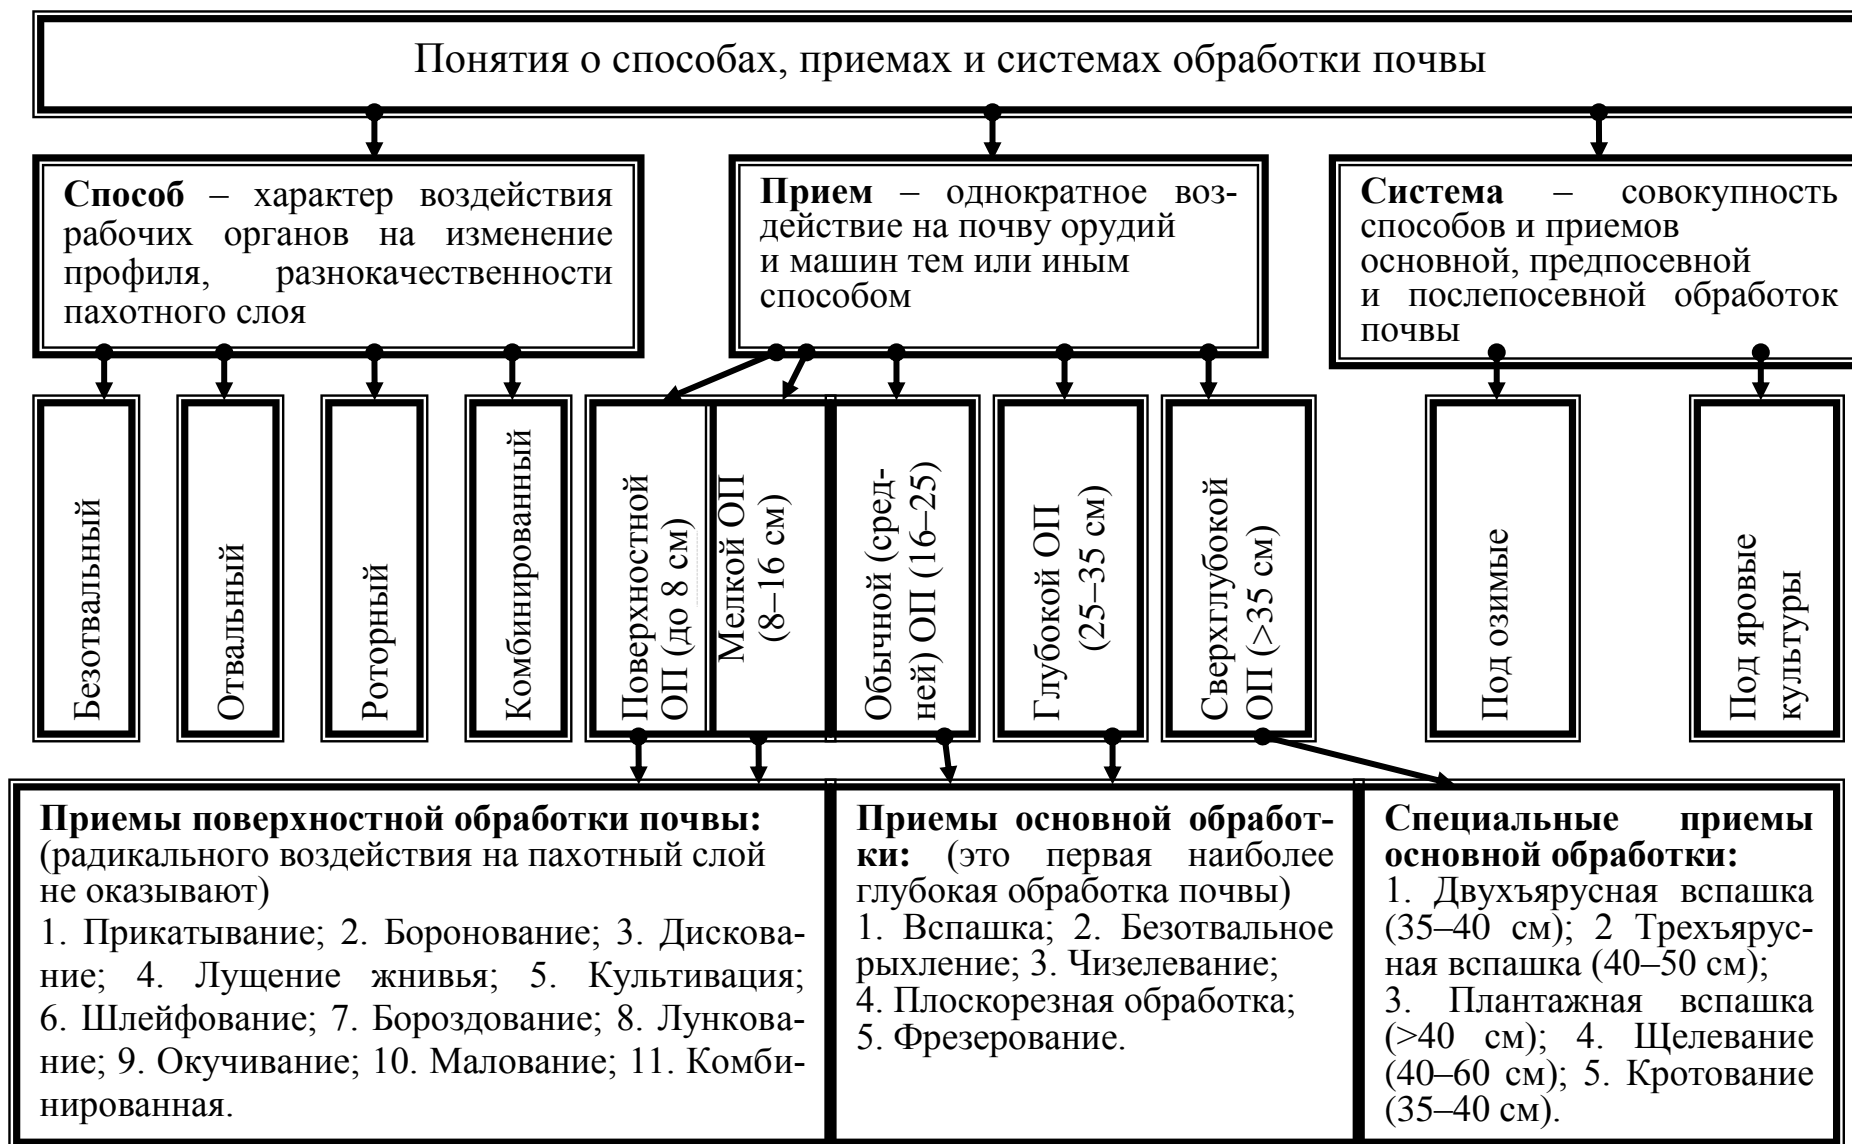 Понятия о способах, приемах и системах обработки почвы
Способ – характер воздействия
рабочих органов на изменение
профиля, разнокачественности
пахотного слоя
Прием – однократное воз-
действие на почву орудий
и машин тем или иным
способом
Система – совокупность
способов и приемов
основной, предпосевной
и послепосевной обработок
почвы
Безотвальный
Отвальный
Роторный
Комбинированный
Поверхностной
ОП (до 8 см)
Мелкой ОП
(8–16 см)
Обычной (сред-
ней) ОП (16–25)
Глубокой ОП
(25–35 см)
Сверхглубокой
ОП (>35 см)
Под озимые
Под яровые
культуры
Приемы поверхностной обработки почвы:
(радикального воздействия на пахотный слой
не оказывают)
1. Прикатывание; 2. Боронование; 3. Дискова-
ние; 4. Лущение жнивья; 5. Культивация;
6. Шлейфование; 7. Бороздование; 8. Лункова-
ние; 9. Окучивание; 10. Малование; 11. Комби-
нированная.
Приемы основной обработ-
ки: (это первая наиболее
глубокая обработка почвы)
1. Вспашка; 2. Безотвальное
рыхление; 3. Чизелевание;
4. Плоскорезная обработка;
5. Фрезерование.
Специальные приемы
основной обработки:
1. Двухъярусная вспашка
(35–40 см); 2 Трехъярус-
ная вспашка (40–50 см);
3. Плантажная вспашка
(>40 см); 4. Щелевание
(40–60 см); 5. Кротование
(35–40 см).